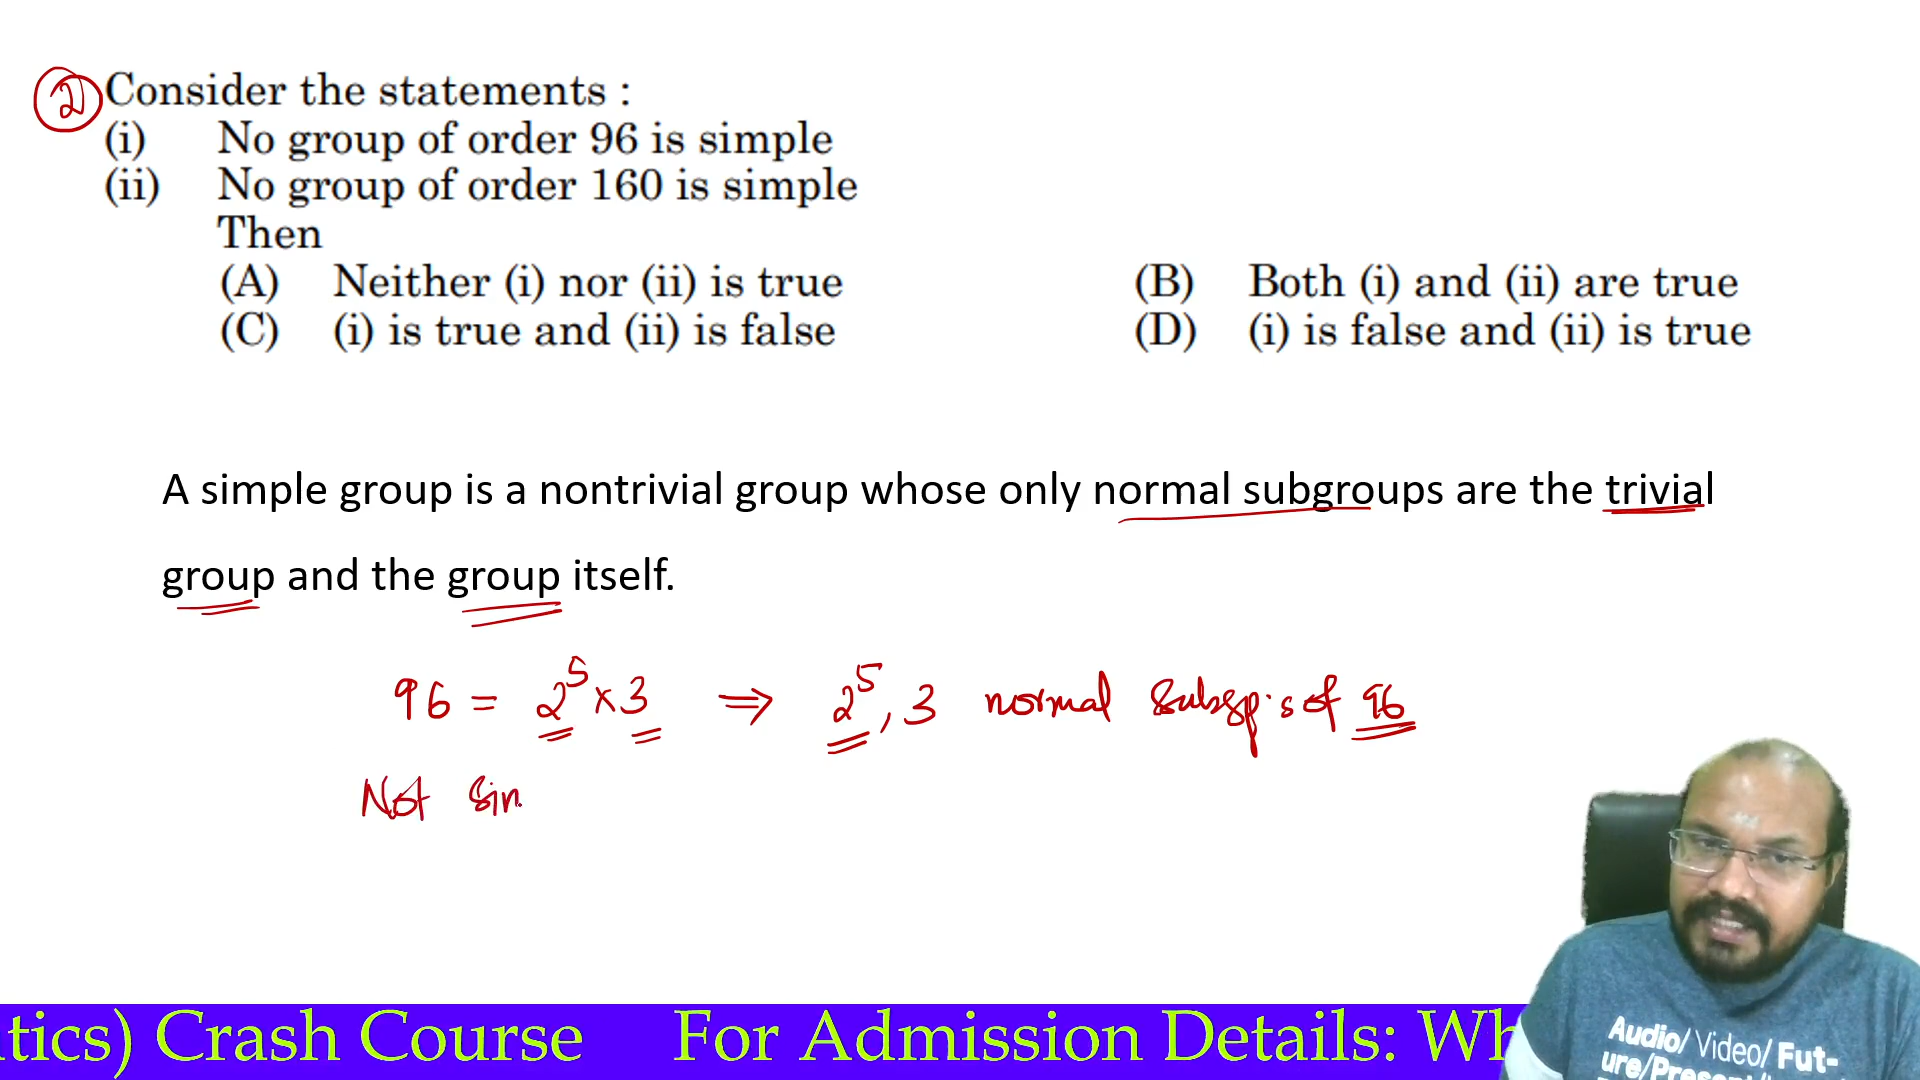 2 Consider the statements :
(i) No group of order 96 is simple
(ii) No group of order 160 is simple
Then
(A) Neither (i) nor (ii) is true (B) Both (i) and (ii) are true
(C) (i) is true and (ii) is false (D) (i) is false and (ii) is true
A simple group is a nontrivial group whose only normal subgroups are the trivial
group and the group itself.
96 = 2⁵ × 3 ⇒ 2⁵, 3 normal subgp.s of 96
Not sim
tics) Crash Course For Admission Details: Wh
Audio/ Video/ Fut-
ure/Presen